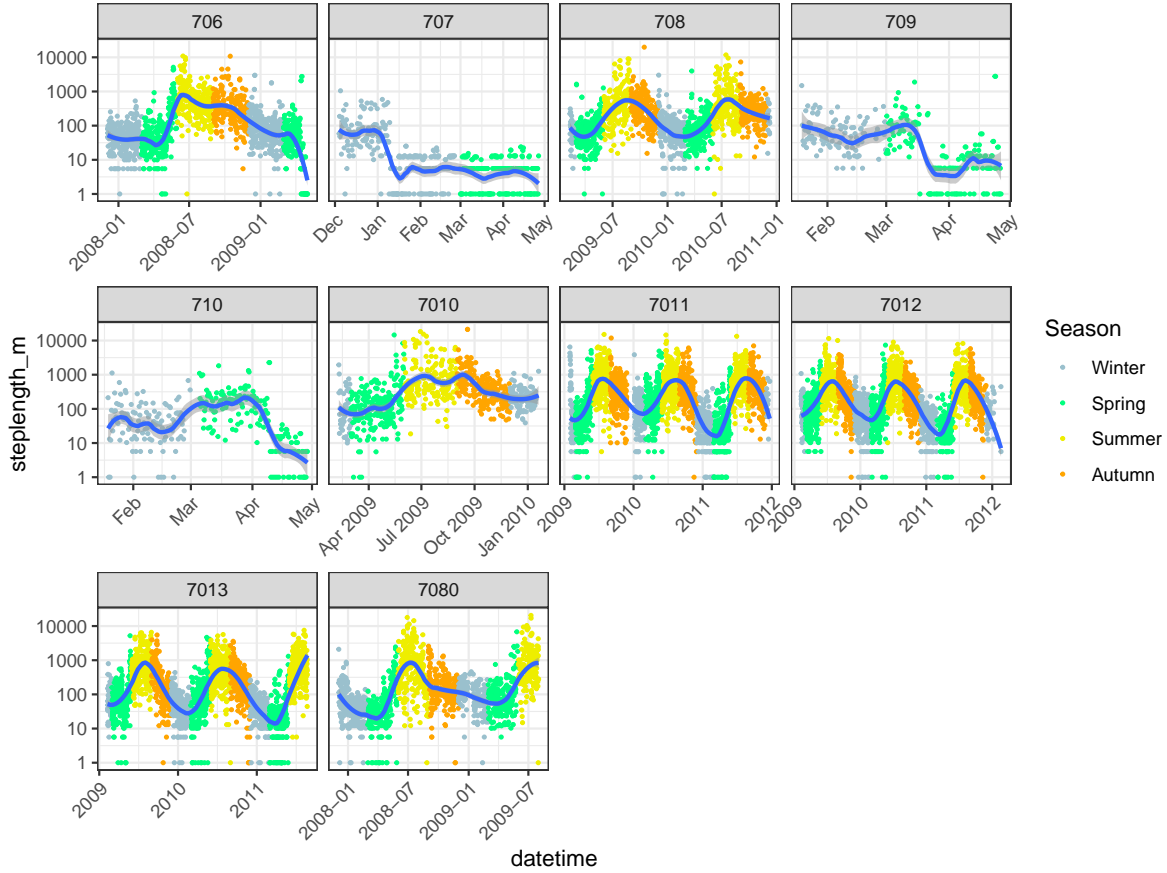 706 707 708 709
10000
1000
100
10
1
2008−01 2008−07 2009−01 Dec Jan Feb Mar Apr May 2009−07 2010−01 2010−07 2011−01 Feb Mar Apr May
710 7010 7011 7012
10000
1000
100
10
1
Feb Mar Apr May Apr 2009 Jul 2009 Oct 2009 Jan 2010 2009 2010 2011 2012 2009 2010 2011 2012
7013 7080
10000
1000
100
10
1
2009 2010 2011 2008−01 2008−07 2009−01 2009−07
steplength_m
datetime
Season
Winter
Spring
Summer
Autumn